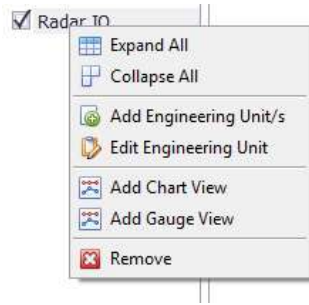 Radar IO
Expand All
Collapse All
Add Engineering Unit/s
Edit Engineering Unit
Add Chart View
Add Gauge View
Remove